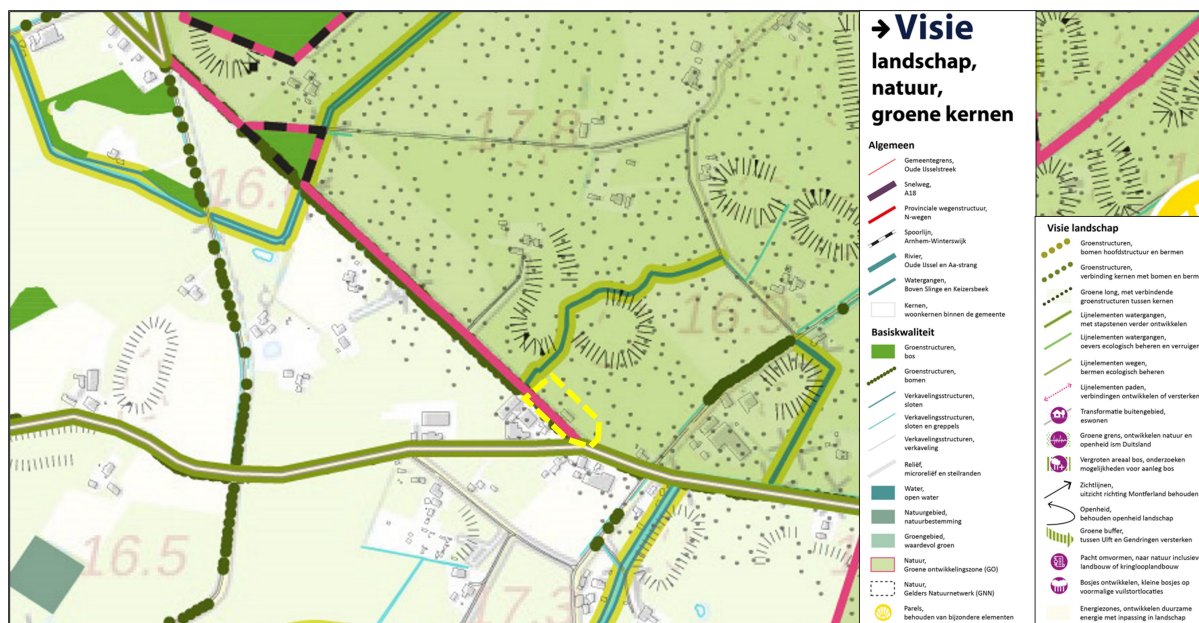 17.8
16.9
16.5
17.3
→ Visie
landschap,
natuur,
groene kernen
Algemeen
Gemeentegrens,
Oude IJsselstreek
Snelweg,
A18
Provinciale wegenstructuur,
N-wegen
Spoorlijn,
Arnhem-Winterswijk
Rivier,
Oude IJssel en Aa-strang
Watergangen,
Boven Slinge en Keizersbeek
Kernen,
woonkernen binnen de gemeente
Basiskwaliteit
Groenstructuren,
bos
Groenstructuren,
bomen
Verkavelingsstructuren,
sloten
Verkavelingsstructuren,
sloten en greppels
Verkavelingsstructuren,
verkaveling
Reliëf,
microreliëf en steilranden
Water,
open water
Natuurgebied,
natuurbestemming
Groengebied,
waardevol groen
Natuur,
Groene ontwikkelingszone (GO)
Natuur,
Gelders Natuurnetwerk (GNN)
Parels,
behouden van bijzondere elementen
Visie landschap
Groenstructuren,
bomen hoofdstructuur en bermen
Groenstructuren,
verbinding kernen met bomen en berm
Groene long, met verbindende
groenstructuren tussen kernen
Lijnelementen watergangen,
met stapstenen verder ontwikkelen
Lijnelementen watergangen,
oevers ecologisch beheren en verruigen
Lijnelementen wegen,
bermen ecologisch beheren
Lijnelementen paden,
verbindingen ontwikkelen of versterken
Transformatie buitengebied,
eswonen
Groene grens, ontwikkelen natuur en
openheid ism Duitsland
Vergroten areaal bos, onderzoeken
mogelijkheden voor aanleg bos
Zichtlijnen,
uitzicht richting Montferland behouden
Openheid,
behouden openheid landschap
Groene buffer,
tussen Ulft en Gendringen versterken
Pacht omvormen, naar natuur inclusieve
landbouw of kringlooplandbouw
Bosjes ontwikkelen, kleine bosjes op
voormalige vuilstortlocaties
Energiezones, ontwikkelen duurzame
energie met inpassing in landschap